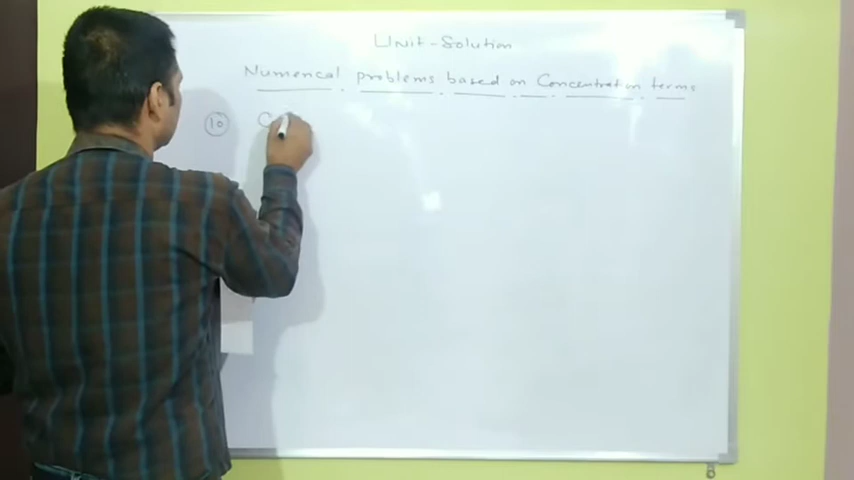 Unit-Solution
Numerical problems based on Concentration terms
10 C